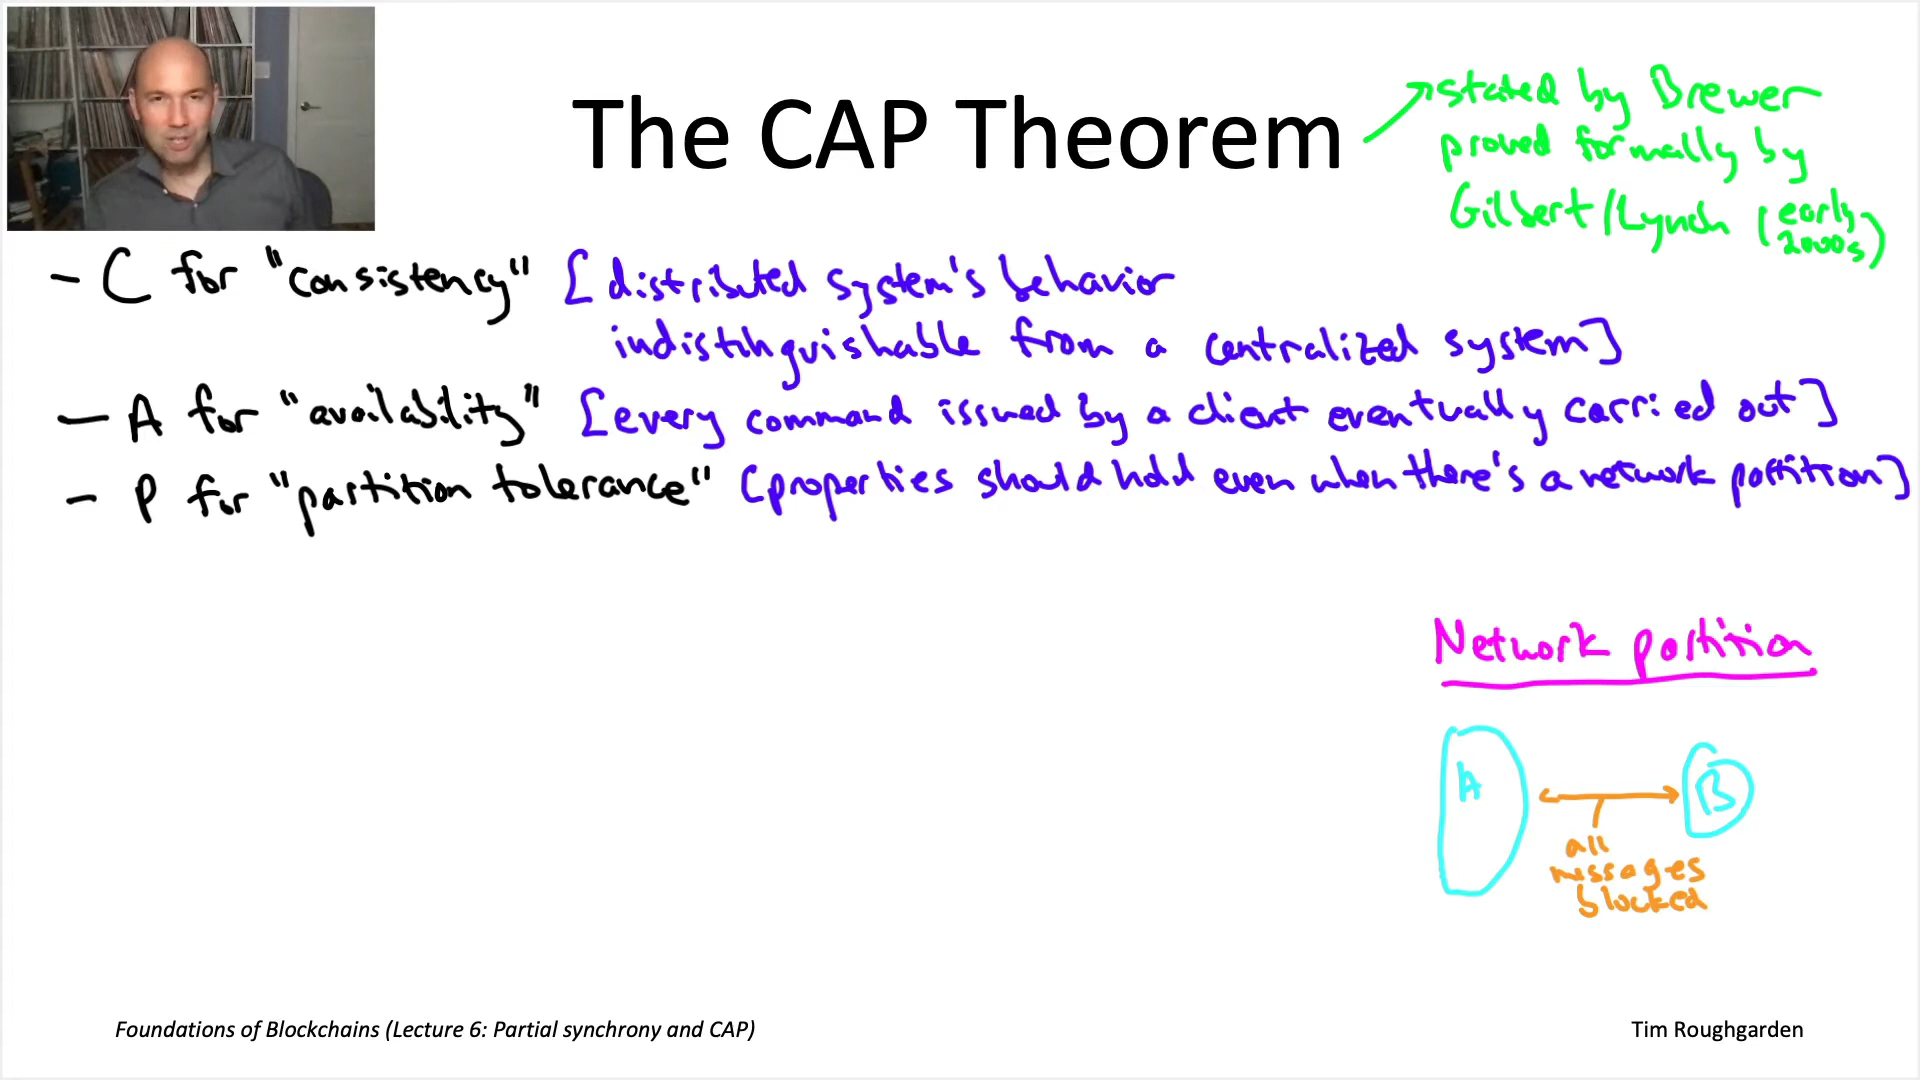 The CAP Theorem
stated by Brewer
proved formally by
Gilbert/Lynch (early
2000s)
- C for "consistency" [distributed system's behavior
indistinguishable from a centralized system]
- A for "availability" [every command issued by a client eventually carried out]
- P for "partition tolerance" [properties should hold even when there's a network partition]
Network partition
A
B
all
messages
blocked
Foundations of Blockchains (Lecture 6: Partial synchrony and CAP)
Tim Roughgarden